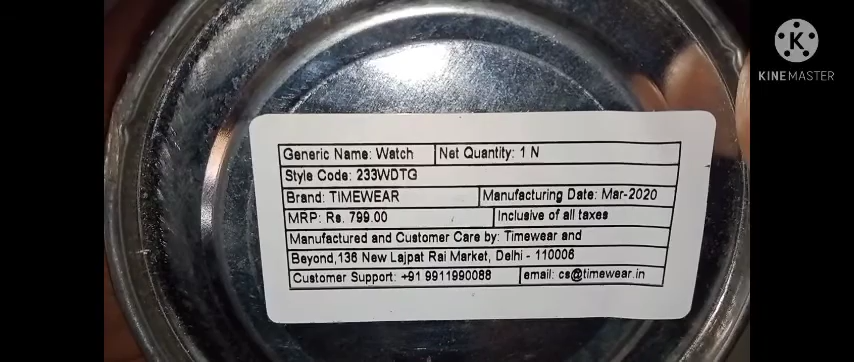 KINEMASTER
Generic Name: Watch Net Quantity: 1 N
Style Code: 233WDTG
Brand: TIMEWEAR Manufacturing Date: Mar-2020
MRP: Rs. 799.00 Inclusive of all taxes
Manufactured and Customer Care by: Timewear and
Beyond,136 New Lajpat Rai Market, Delhi - 110006
Customer Support: +91 9911990088 email: cs@timewear.in